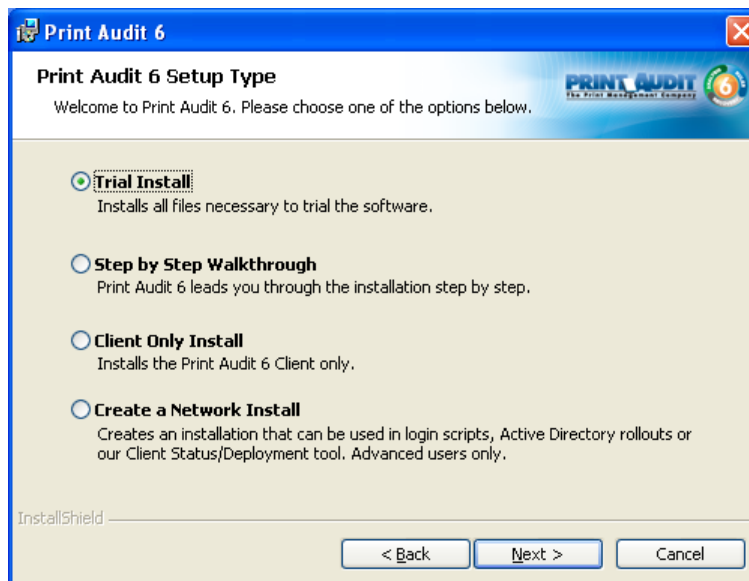 Print Audit 6
Print Audit 6 Setup Type
Welcome to Print Audit 6. Please choose one of the options below.
PRINT AUDIT 6
The Print Management Company
Trial Install
Installs all files necessary to trial the software.
Step by Step Walkthrough
Print Audit 6 leads you through the installation step by step.
Client Only Install
Installs the Print Audit 6 Client only.
Create a Network Install
Creates an installation that can be used in login scripts, Active Directory rollouts or
our Client Status/Deployment tool. Advanced users only.
InstallShield
< Back
Next >
Cancel